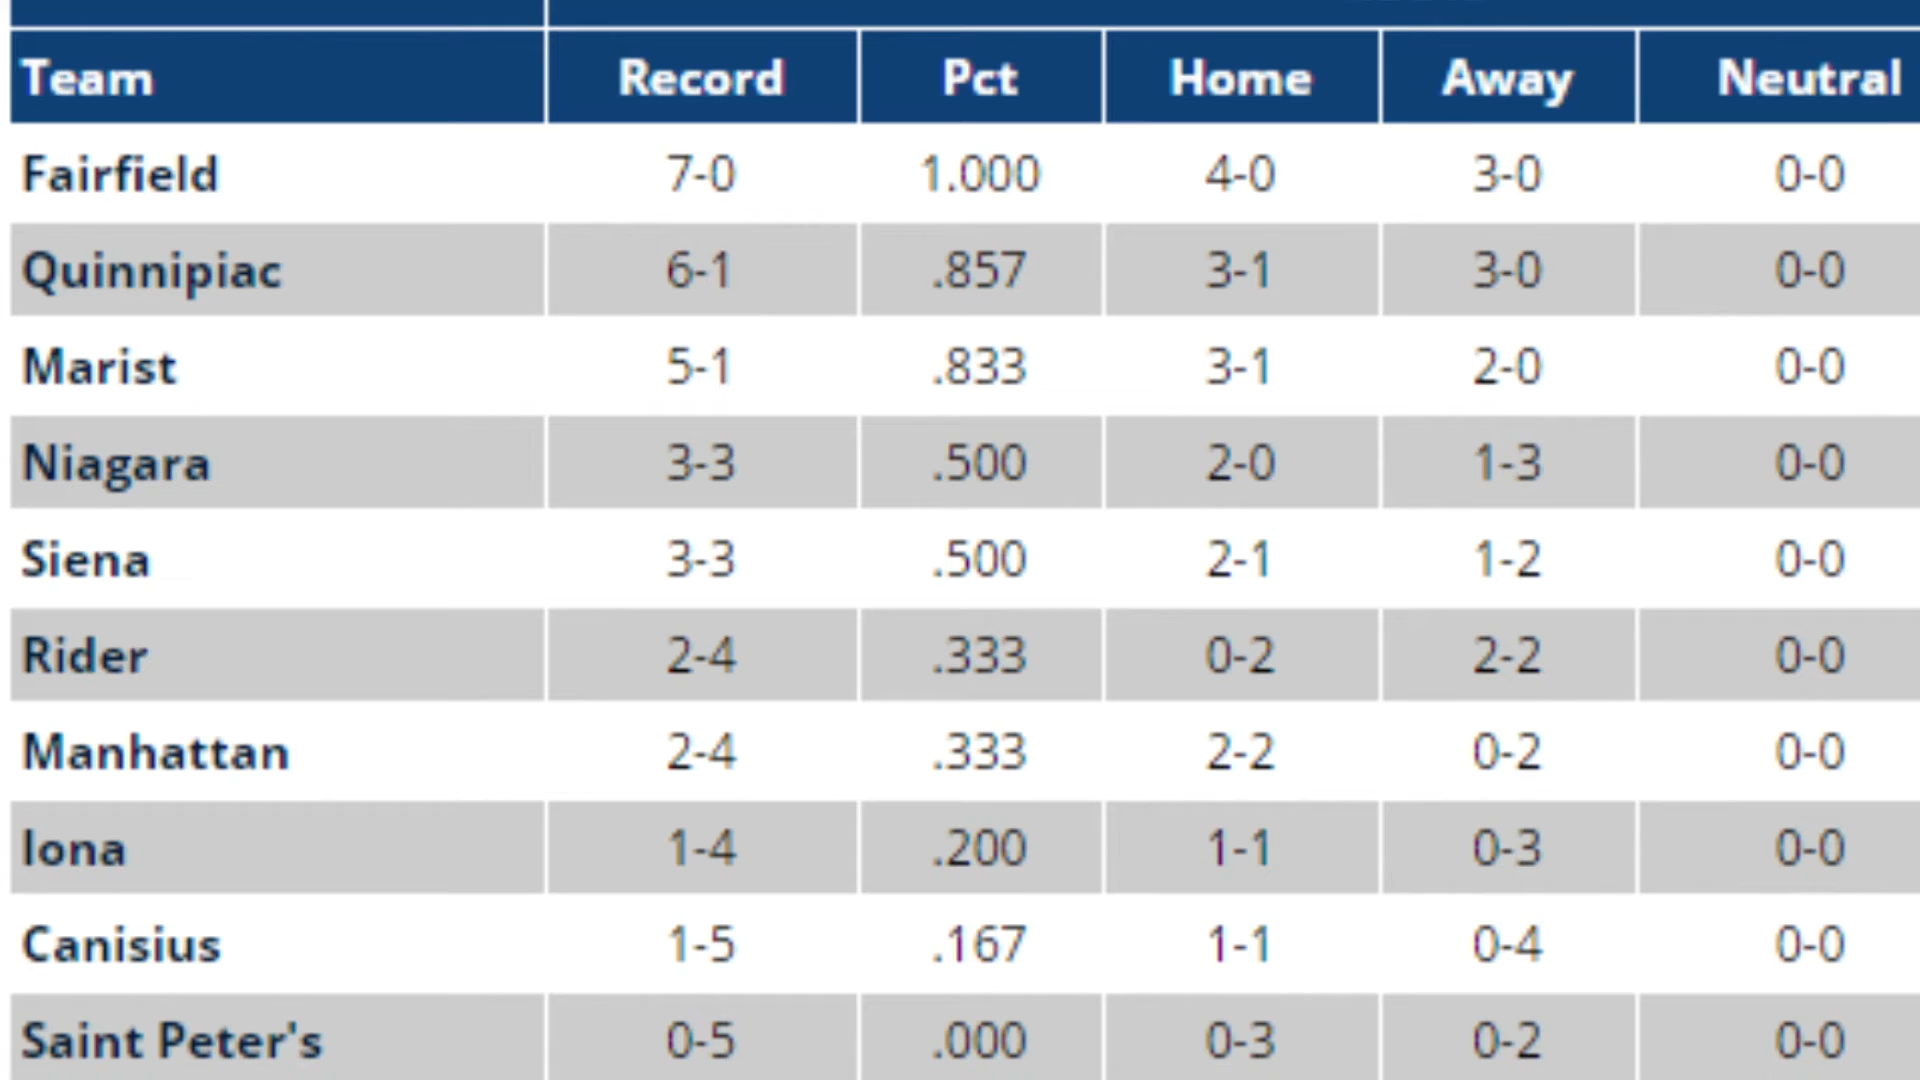 Team Record Pct Home Away Neutral
Fairfield 7-0 1.000 4-0 3-0 0-0
Quinnipiac 6-1 .857 3-1 3-0 0-0
Marist 5-1 .833 3-1 2-0 0-0
Niagara 3-3 .500 2-0 1-3 0-0
Siena 3-3 .500 2-1 1-2 0-0
Rider 2-4 .333 0-2 2-2 0-0
Manhattan 2-4 .333 2-2 0-2 0-0
Iona 1-4 .200 1-1 0-3 0-0
Canisius 1-5 .167 1-1 0-4 0-0
Saint Peter's 0-5 .000 0-3 0-2 0-0